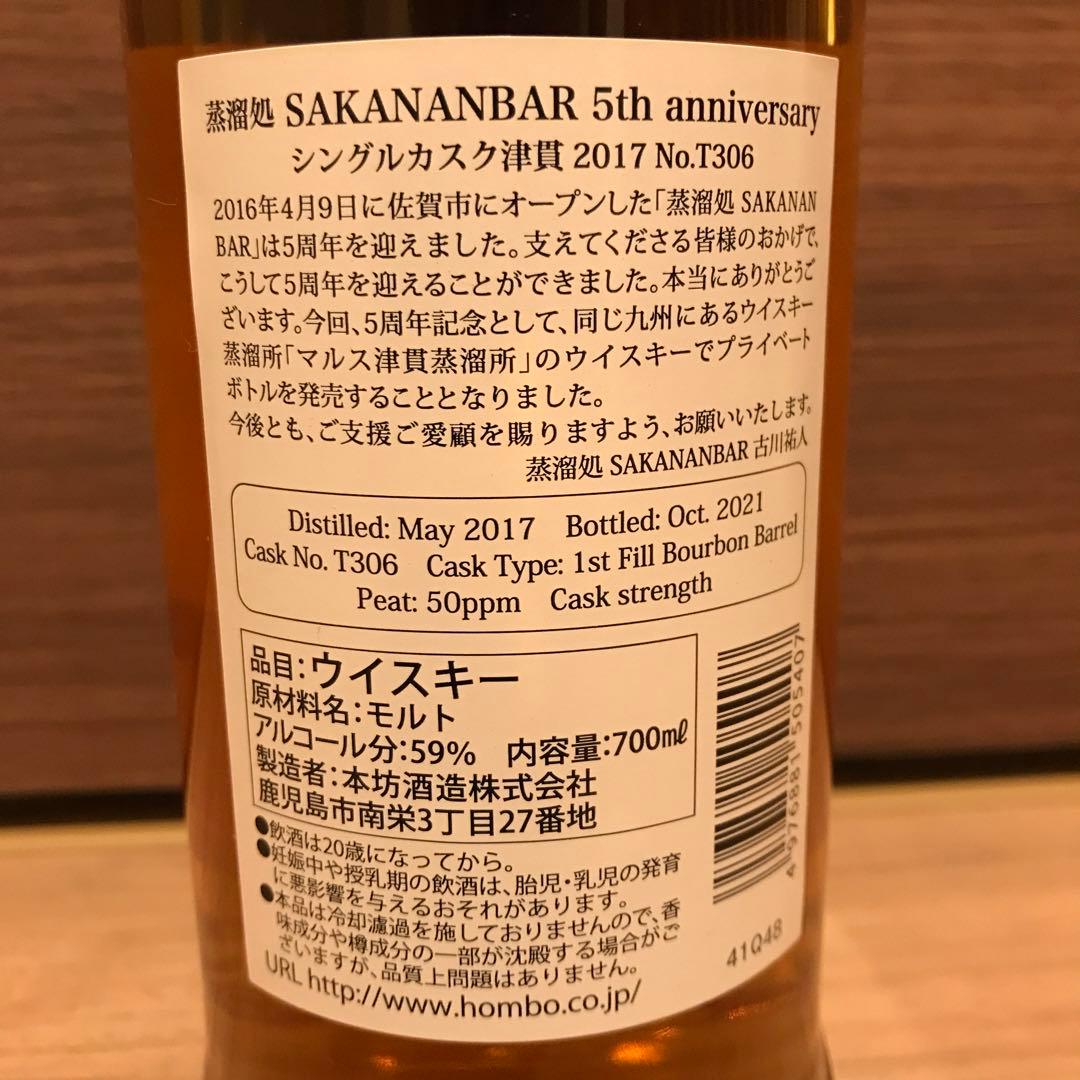 蒸溜処 SAKANANBAR 5th anniversary
シングルカスク津貫 2017 No.T306
2016年4月9日に佐賀市にオープンした「蒸溜処 SAKANAN
BAR」は5周年を迎えました。支えてくださる皆様のおかげで、
こうして5周年を迎えることができました。本当にありがとうご
ざいます。今回、5周年記念として、同じ九州にあるウイスキー
蒸溜所「マルス津貫蒸溜所」のウイスキーでプライベート
ボトルを発売することとなりました。
今後とも、ご支援ご愛顧を賜りますよう、お願いいたします。
蒸溜処 SAKANANBAR 古川祐人
Distilled: May 2017 Bottled: Oct. 2021
Cask No. T306 Cask Type: 1st Fill Bourbon Barrel
Peat: 50ppm Cask strength
品目：ウイスキー
原材料名：モルト
アルコール分：59% 内容量：700㎖
製造者：本坊酒造株式会社
鹿児島市南栄3丁目27番地
●飲酒は20歳になってから。
●妊娠中や授乳期の飲酒は、胎児・乳児の発育
に悪影響を与えるおそれがあります。
●本品は冷却濾過を施しておりませんので、香
味成分や樽成分の一部が沈殿する場合がご
ざいますが、品質上問題はありません。
URL http://www.hombo.co.jp/
4 976881 505407
41Q48